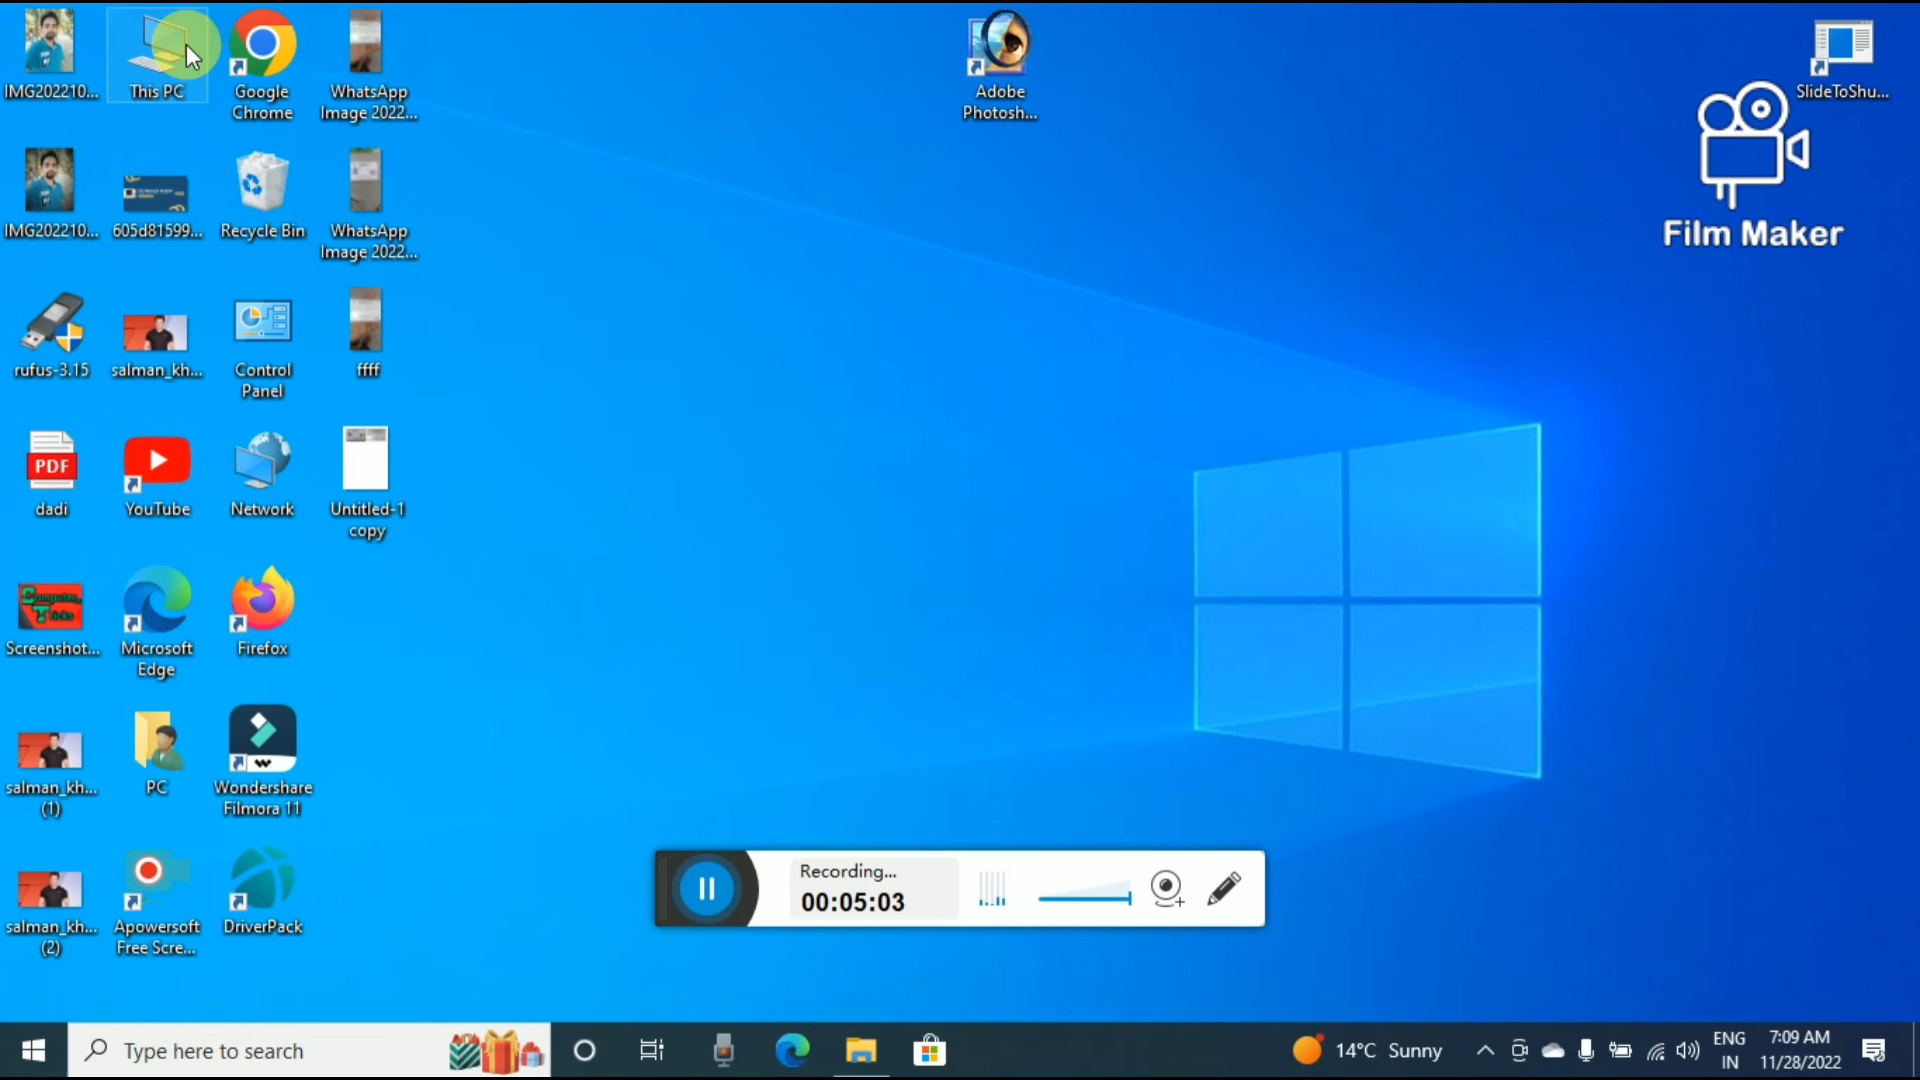 IMG202210...
This PC
Google
Chrome
WhatsApp
Image 2022...
Adobe
Photosh...
SlideToShu...
Film Maker
IMG202210...
605d81599...
Recycle Bin
WhatsApp
Image 2022...
rufus-3.15
salman_kh...
Control
Panel
ffff
PDF
dadi
YouTube
Network
Untitled-1
copy
Computer
Tricks
Screenshot...
Microsoft
Edge
Firefox
salman_kh...
(1)
PC
Wondershare
Filmora 11
salman_kh...
(2)
Apowersoft
Free Scre...
DriverPack
Recording...
00:05:03
Type here to search
14°C Sunny
ENG
IN
7:09 AM
11/28/2022